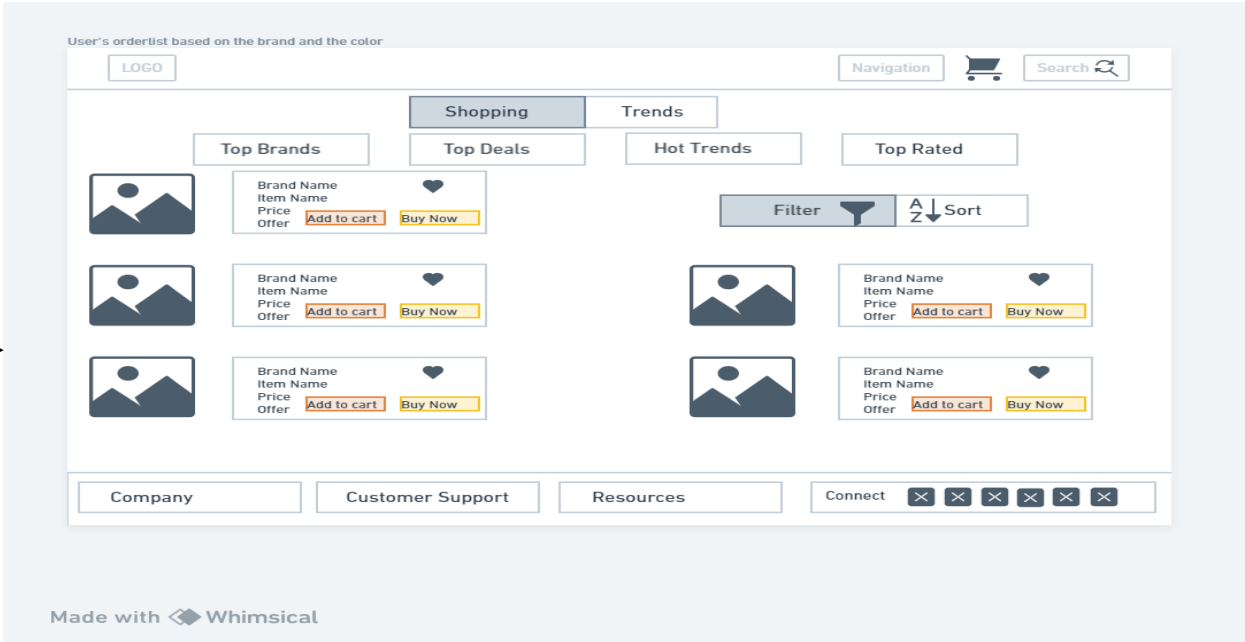 User's orderlist based on the brand and the color
LOGO
Navigation
Search
Shopping
Trends
Top Brands
Top Deals
Hot Trends
Top Rated
Brand Name
Item Name
Price
Offer
Add to cart
Buy Now
Filter
A
Z
Sort
Brand Name
Item Name
Price
Offer
Add to cart
Buy Now
Brand Name
Item Name
Price
Offer
Add to cart
Buy Now
Brand Name
Item Name
Price
Offer
Add to cart
Buy Now
Brand Name
Item Name
Price
Offer
Add to cart
Buy Now
Company
Customer Support
Resources
Connect
Made with Whimsical